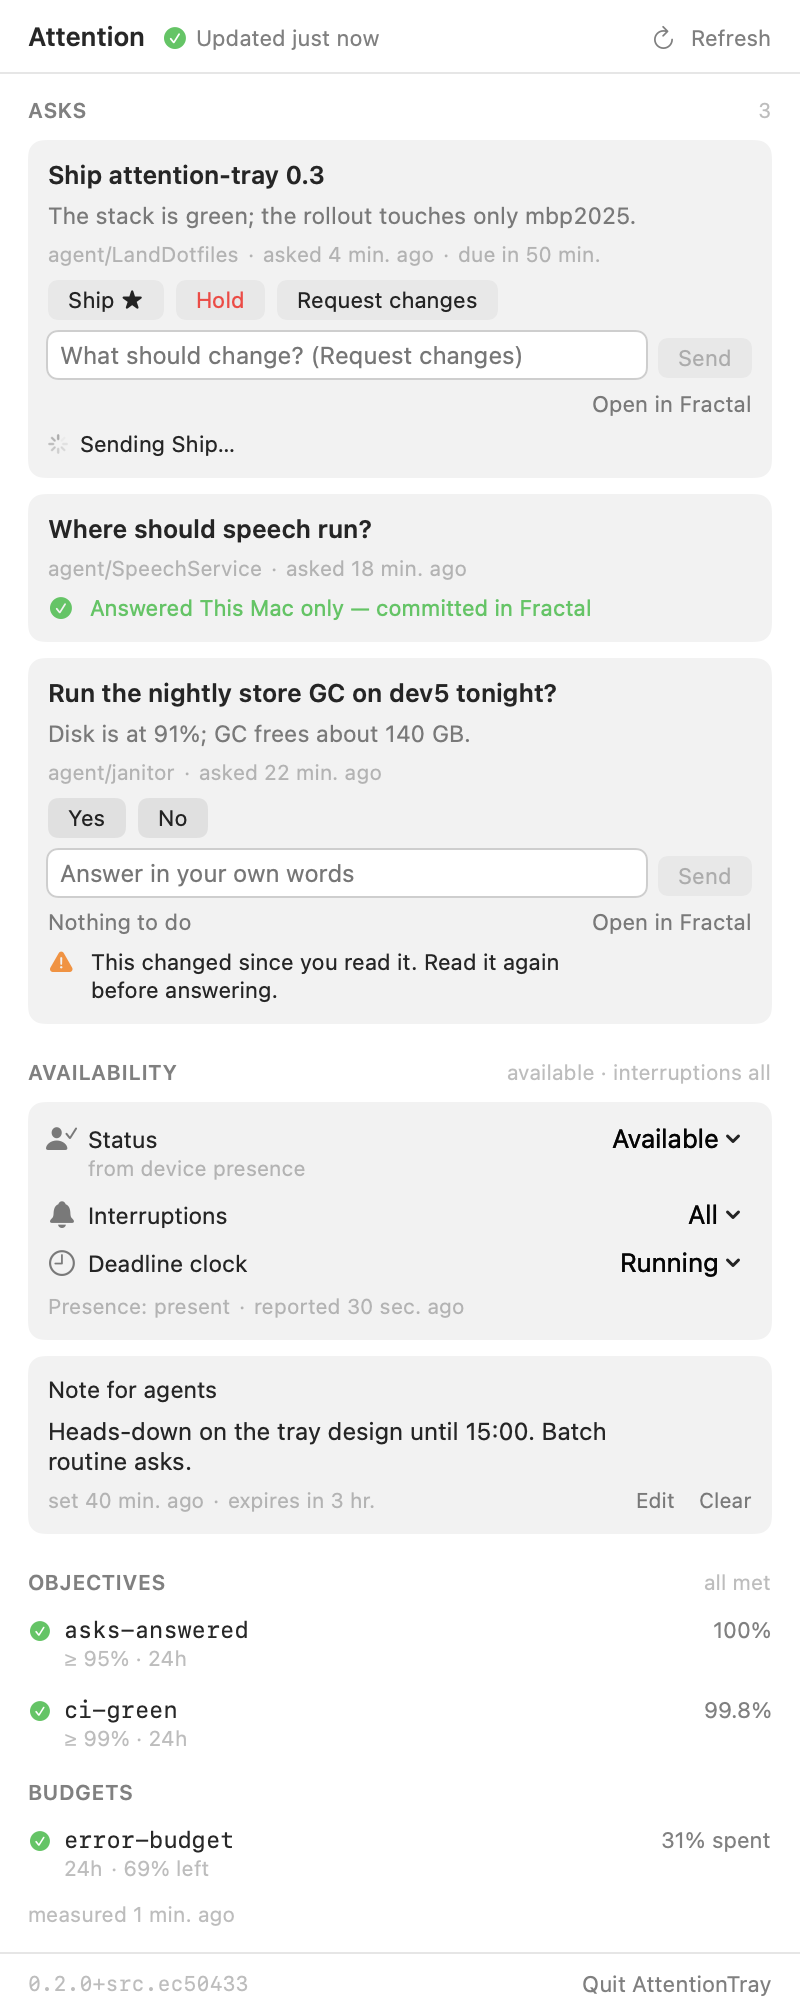 Attention Updated just now Refresh
ASKS 3
Ship attention-tray 0.3
The stack is green; the rollout touches only mbp2025.
agent/LandDotfiles · asked 4 min. ago · due in 50 min.
Ship ★ Hold Request changes
What should change? (Request changes) Send
Open in Fractal
Sending Ship…
Where should speech run?
agent/SpeechService · asked 18 min. ago
Answered This Mac only — committed in Fractal
Run the nightly store GC on dev5 tonight?
Disk is at 91%; GC frees about 140 GB.
agent/janitor · asked 22 min. ago
Yes No
Answer in your own words Send
Nothing to do Open in Fractal
This changed since you read it. Read it again
before answering.
AVAILABILITY available · interruptions all
Status Available
from device presence
Interruptions All
Deadline clock Running
Presence: present · reported 30 sec. ago
Note for agents
Heads-down on the tray design until 15:00. Batch
routine asks.
set 40 min. ago · expires in 3 hr. Edit Clear
OBJECTIVES all met
asks-answered 100%
≥ 95% · 24h
ci-green 99.8%
≥ 99% · 24h
BUDGETS
error-budget 31% spent
24h · 69% left
measured 1 min. ago
0.2.0+src.ec50433 Quit AttentionTray